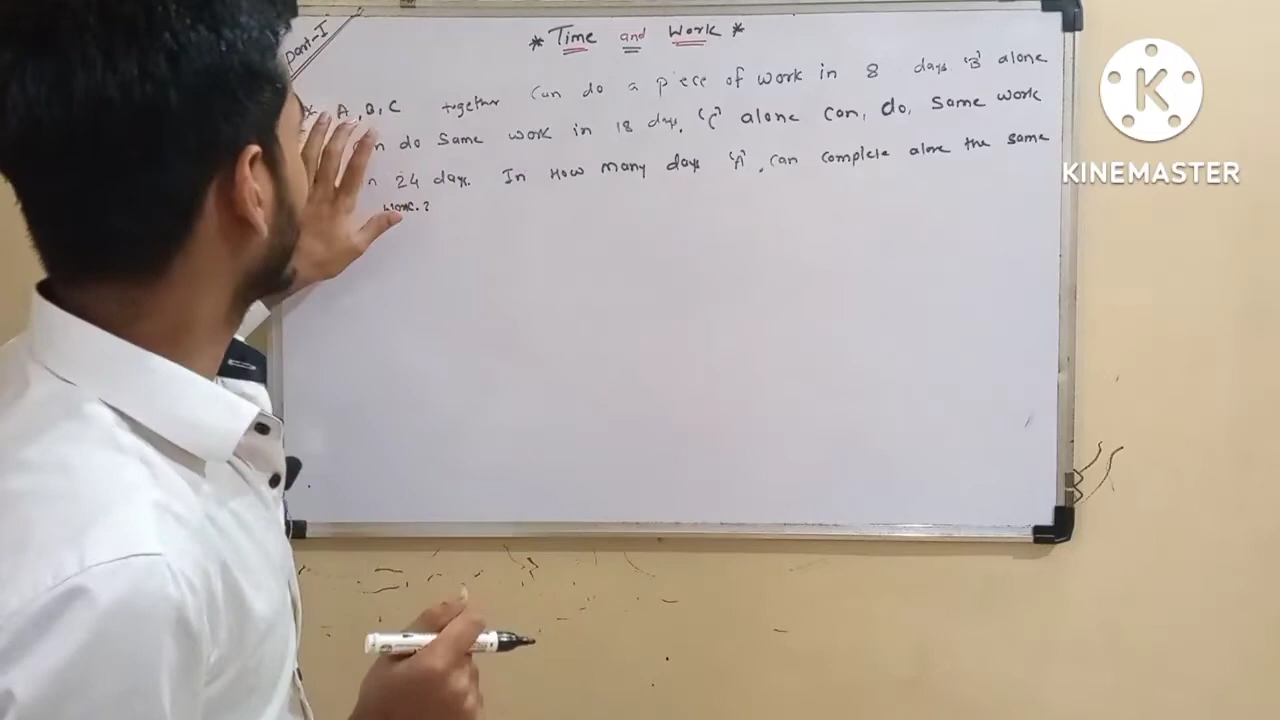 Part-I
* Time and Work *
A, B, C together can do a piece of work in 8 days 'B' alone
do same work in 18 days, 'C' alone can, do, same work
24 days. In How many days 'A', can complete alone the same
work.?
K
KINEMASTER